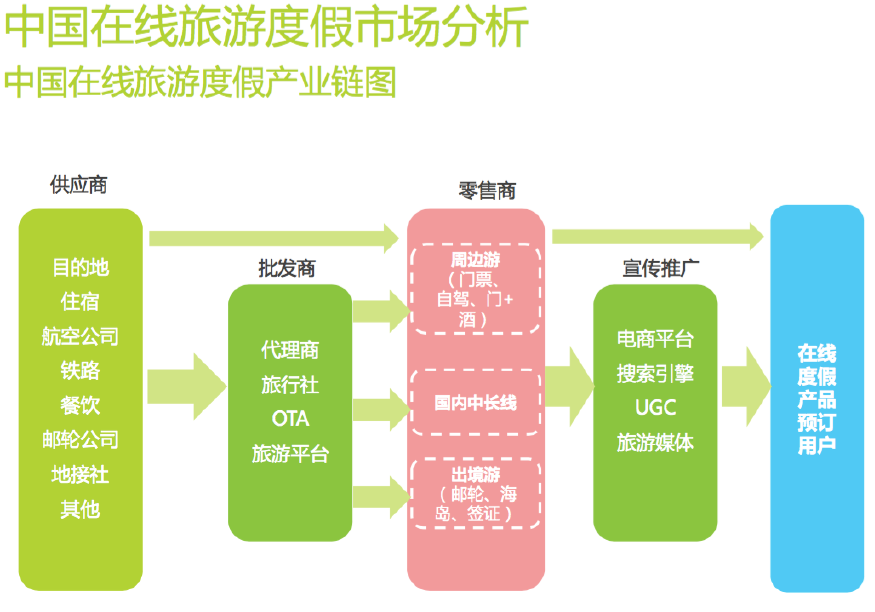 中国在线旅游度假市场分析
中国在线旅游度假产业链图
供应商
目的地
住宿
航空公司
铁路
餐饮
邮轮公司
地接社
其他
批发商
代理商
旅行社
OTA
旅游平台
零售商
周边游
（门票、
自驾、门+
酒）
国内中长线
出境游
（邮轮、海
岛、签证）
宣传推广
电商平台
搜索引擎
UGC
旅游媒体
在线
度假
产品
预订
用户